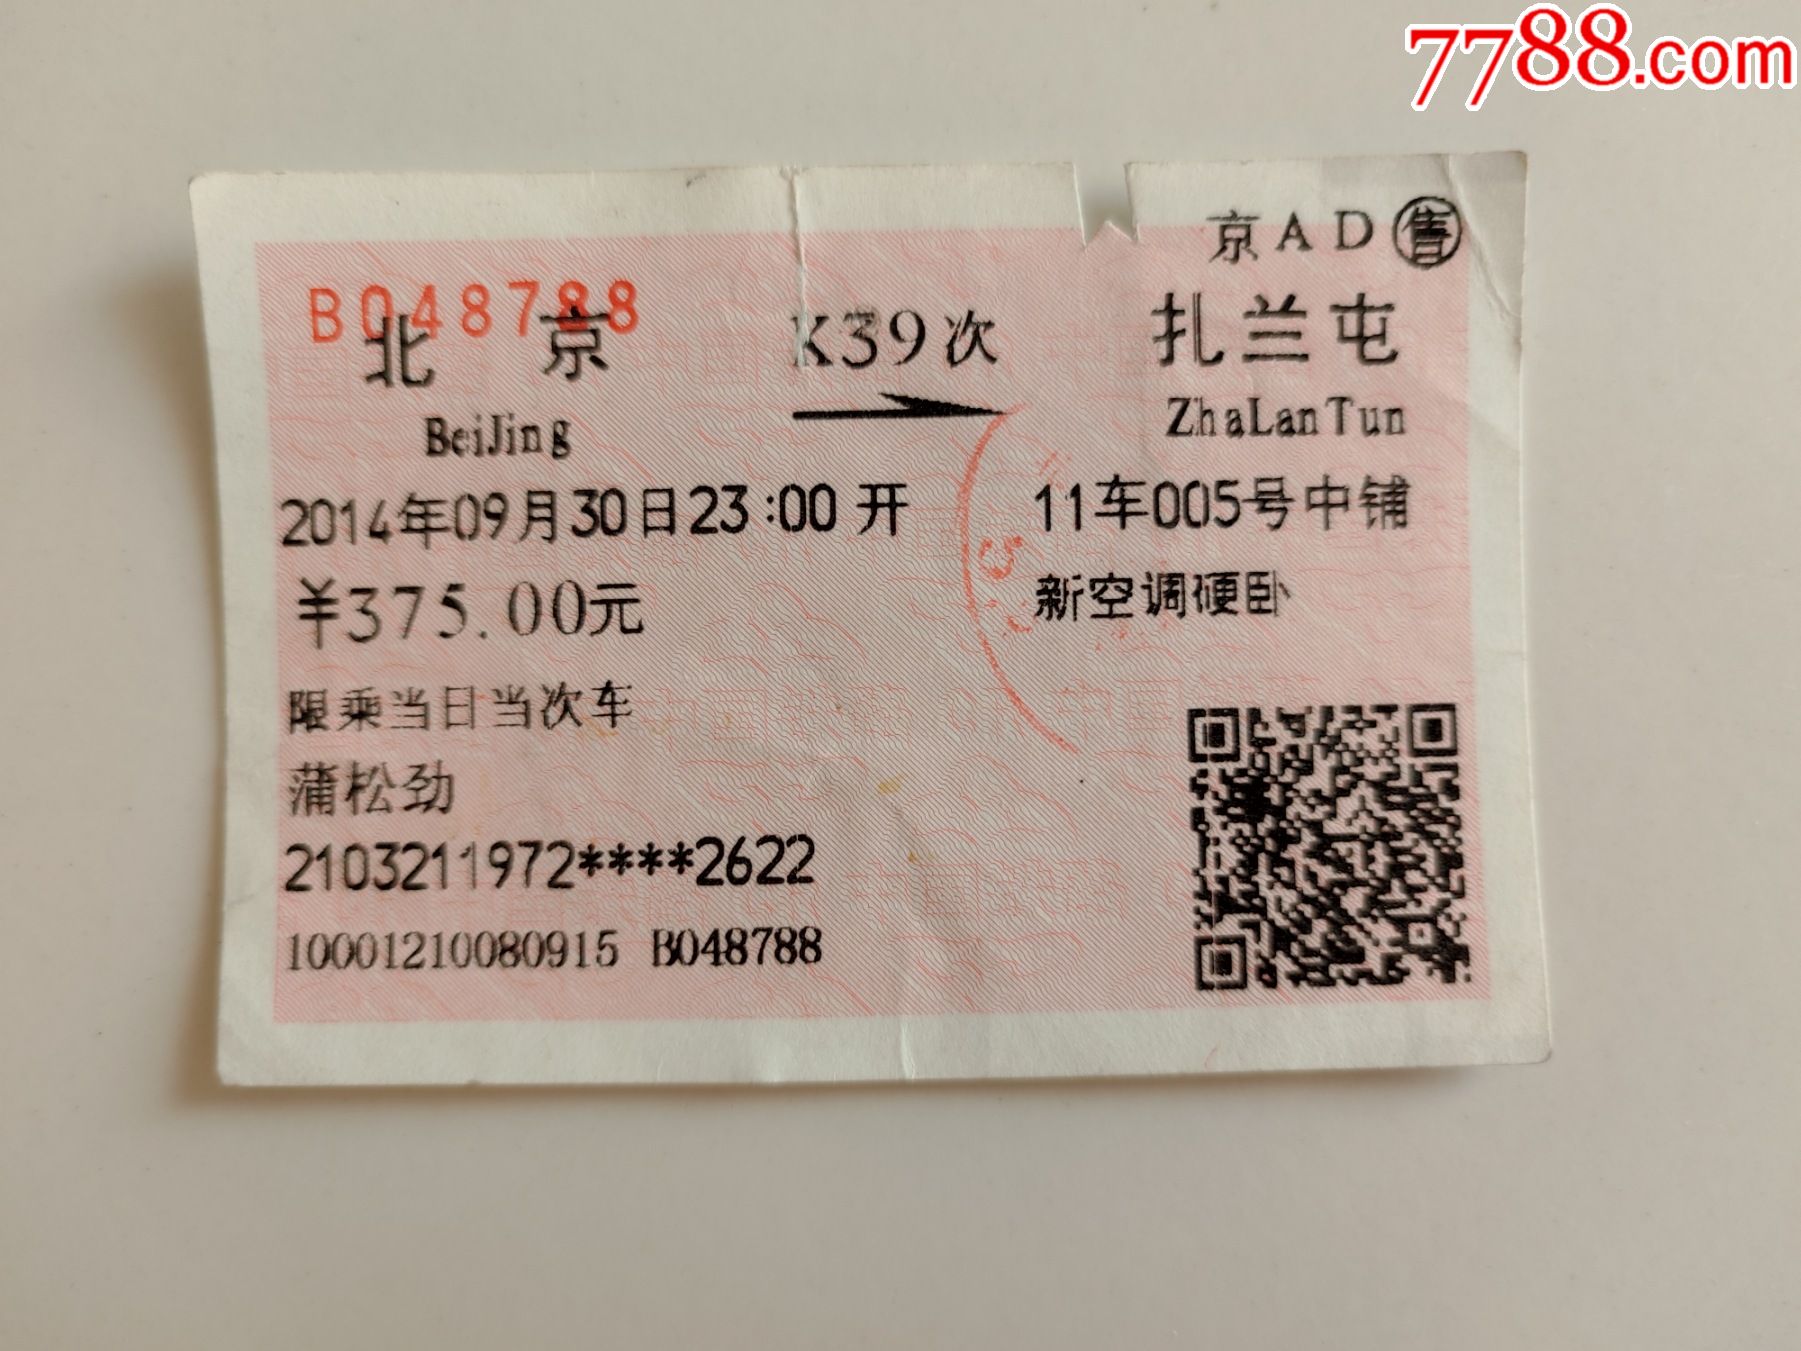 7788.com
京AD售
B048788
北京 K39次 扎兰屯
BeiJing ZhaLanTun
2014年09月30日23:00开 11车005号中铺
¥375.00元 新空调硬卧
限乘当日当次车
蒲松劲
2103211972****2622
10001210080915 B048788